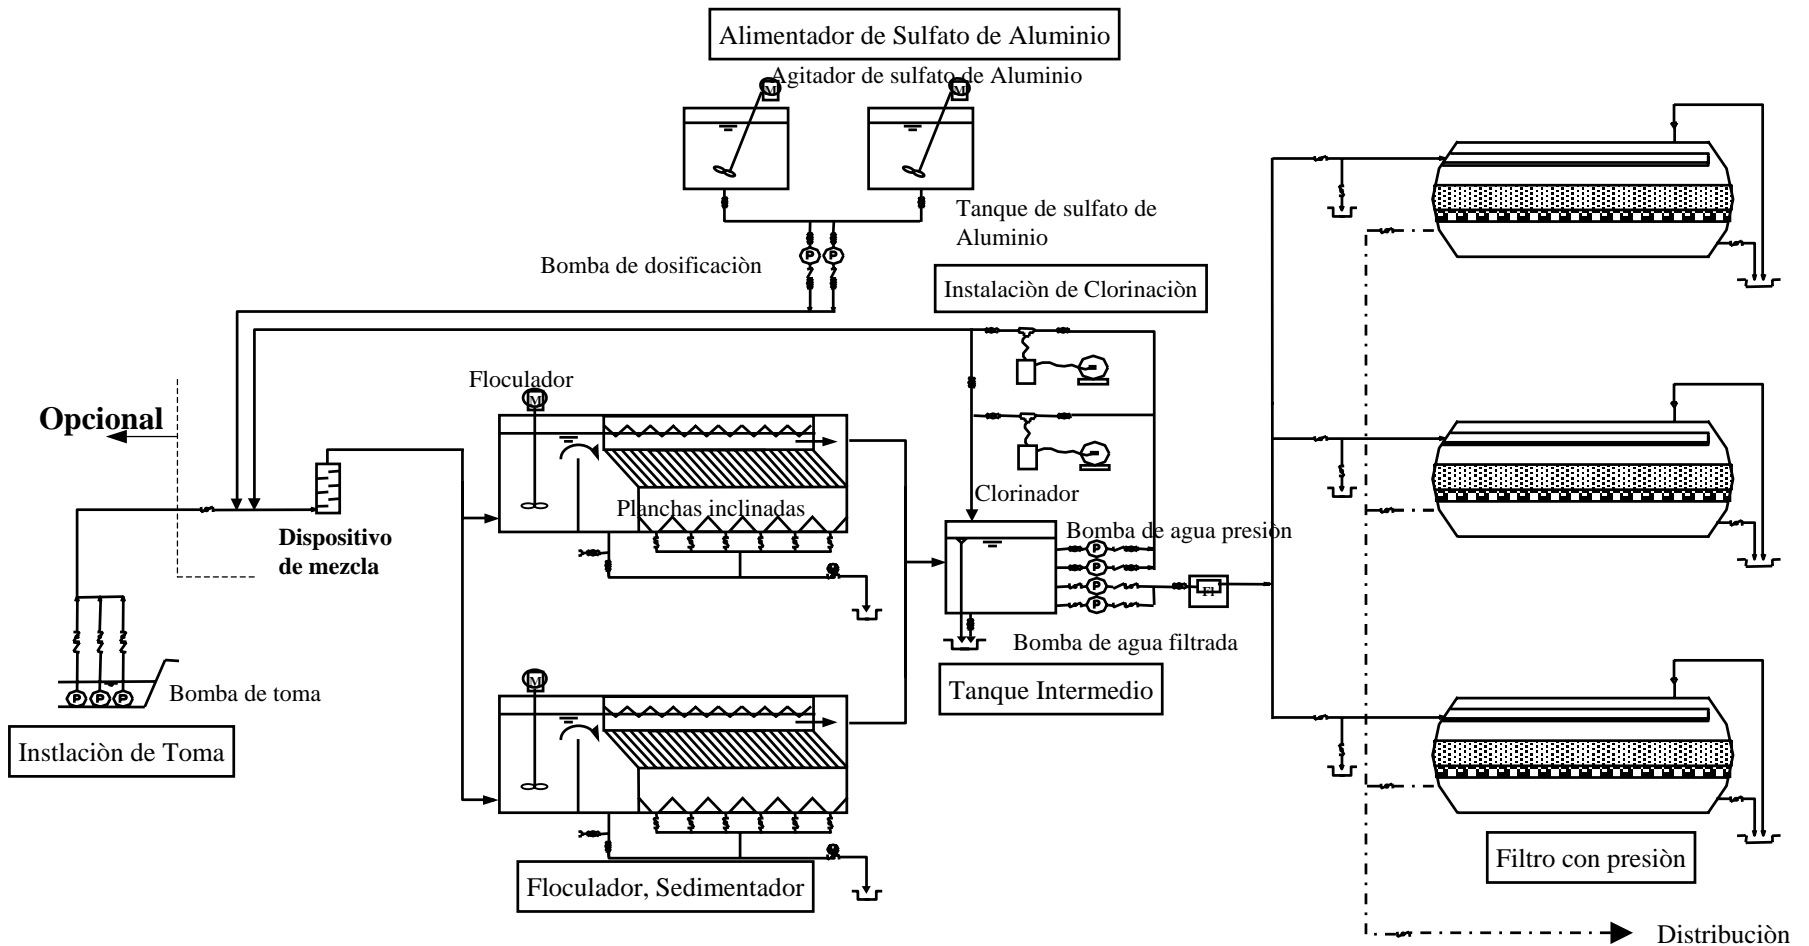 Alimentador de Sulfato de Aluminio
Agitador de sulfato de Aluminio
M
M
Tanque de sulfato de
Aluminio
Bomba de dosificaciòn
P
P
Instalaciòn de Clorinaciòn
Floculador
M
Opcional
Planchas inclinadas
Clorinador
Dispositivo
de mezcla
Bomba de agua presiòn
P
P
P
P
FI
Bomba de agua filtrada
Tanque Intermedio
M
Bomba de toma
P
P
P
Instlaciòn de Toma
Floculador, Sedimentador
Filtro con presiòn
Distribuciòn